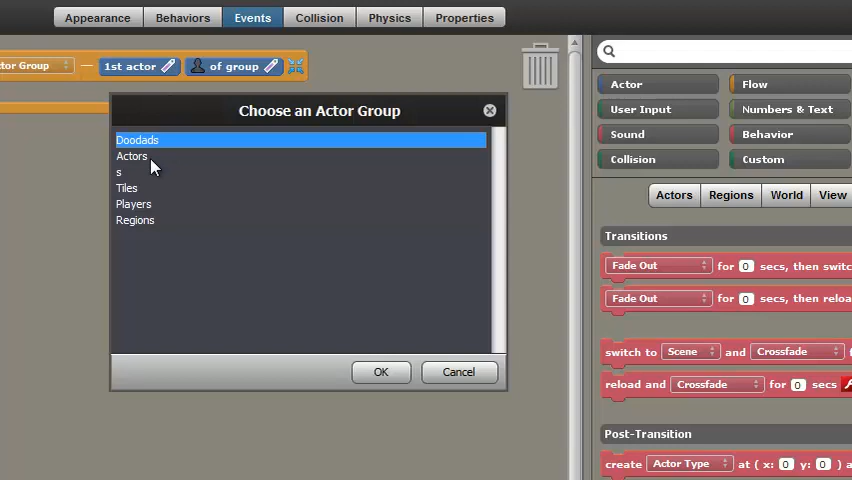 Appearance Behaviors Events Collision Physics Properties
ctor Group — 1st actor of group
Choose an Actor Group
Doodads
Actors
s
Tiles
Players
Regions
OK Cancel
Actor Flow
User Input Numbers & Text
Sound Behavior
Collision Custom
Actors Regions World View
Transitions
Fade Out for 0 secs, then switc
Fade Out for 0 secs, then reloa
switch to Scene and Crossfade f
reload and Crossfade for 0 secs
Post-Transition
create Actor Type at ( x: 0 y: 0 ) a